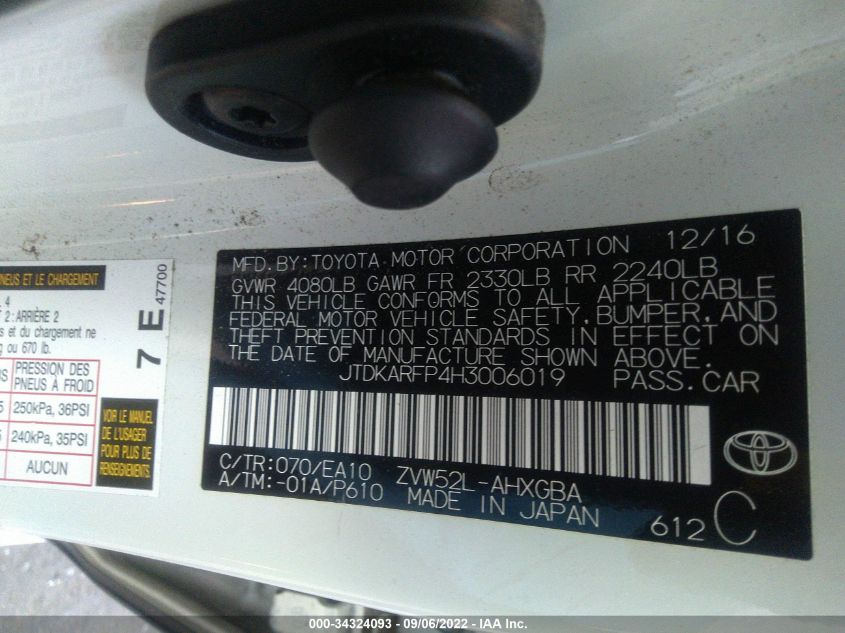 MFD.BY:TOYOTA MOTOR CORPORATION 12/16
GVWR 4080LB GAWR FR 2330LB RR 2240LB
THIS VEHICLE CONFORMS TO ALL APPLICABLE
FEDERAL MOTOR VEHICLE SAFETY,BUMPER,AND
THEFT PREVENTION STANDARDS IN EFFECT ON
THE DATE OF MANUFACTURE SHOWN ABOVE.
JTDKARFP4H3006019 PASS.CAR
C/TR:070/EA10 ZVW52L-AHXGBA
A/TM:-01A/P610 MADE IN JAPAN
612 C
PNEUS ET LE CHARGEMENT
4
2:ARRIÈRE 2
s et du chargement ne
g ou 670 lb.
PRESSION DES
PNEUS À FROID
250kPa, 36PSI
240kPa, 35PSI
AUCUN
7 E 47700
VOIR LE MANUEL
DE L'USAGER
POUR PLUS DE
RENSEIGNEMENTS
000-34324093 - 09/06/2022 - IAA Inc.